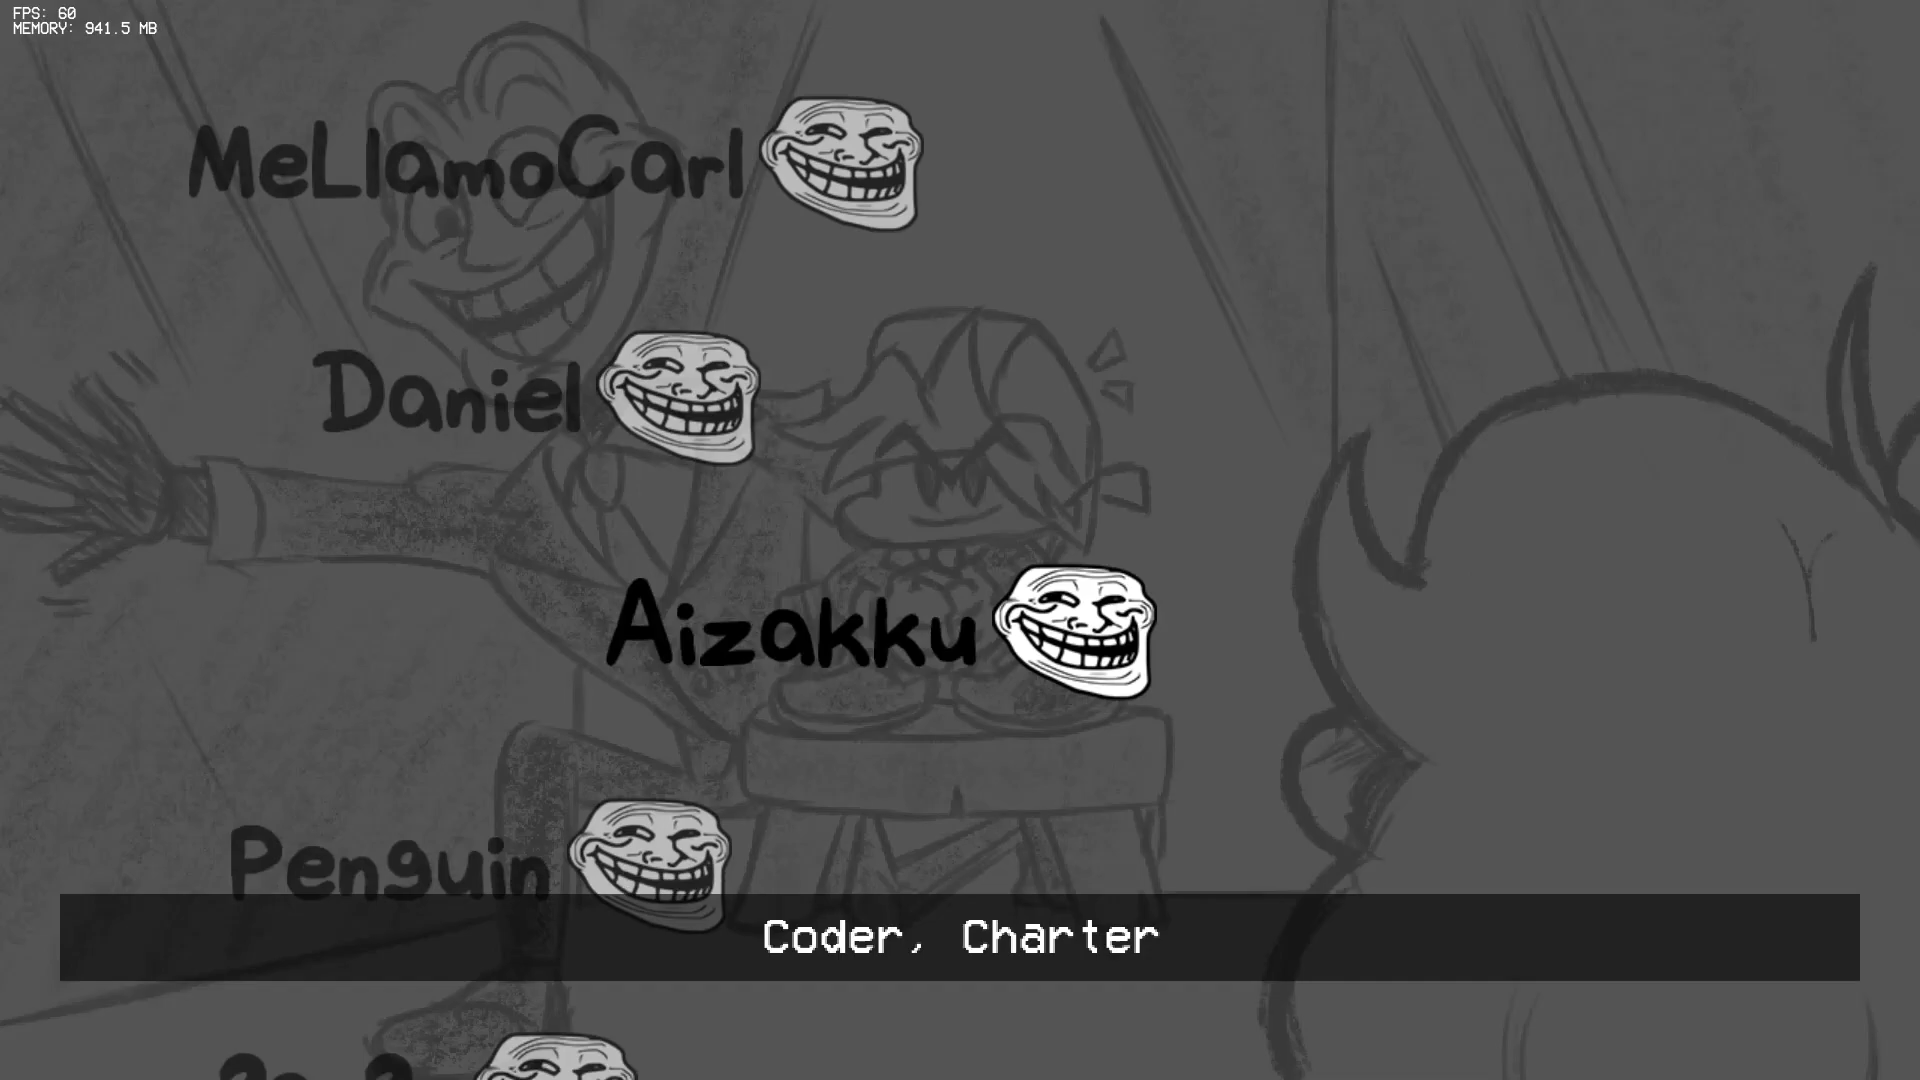 FPS: 60
MEMORY: 941.5 MB
MeLlamoCarl
Daniel
Aizakku
Penguin
Coder, Charter